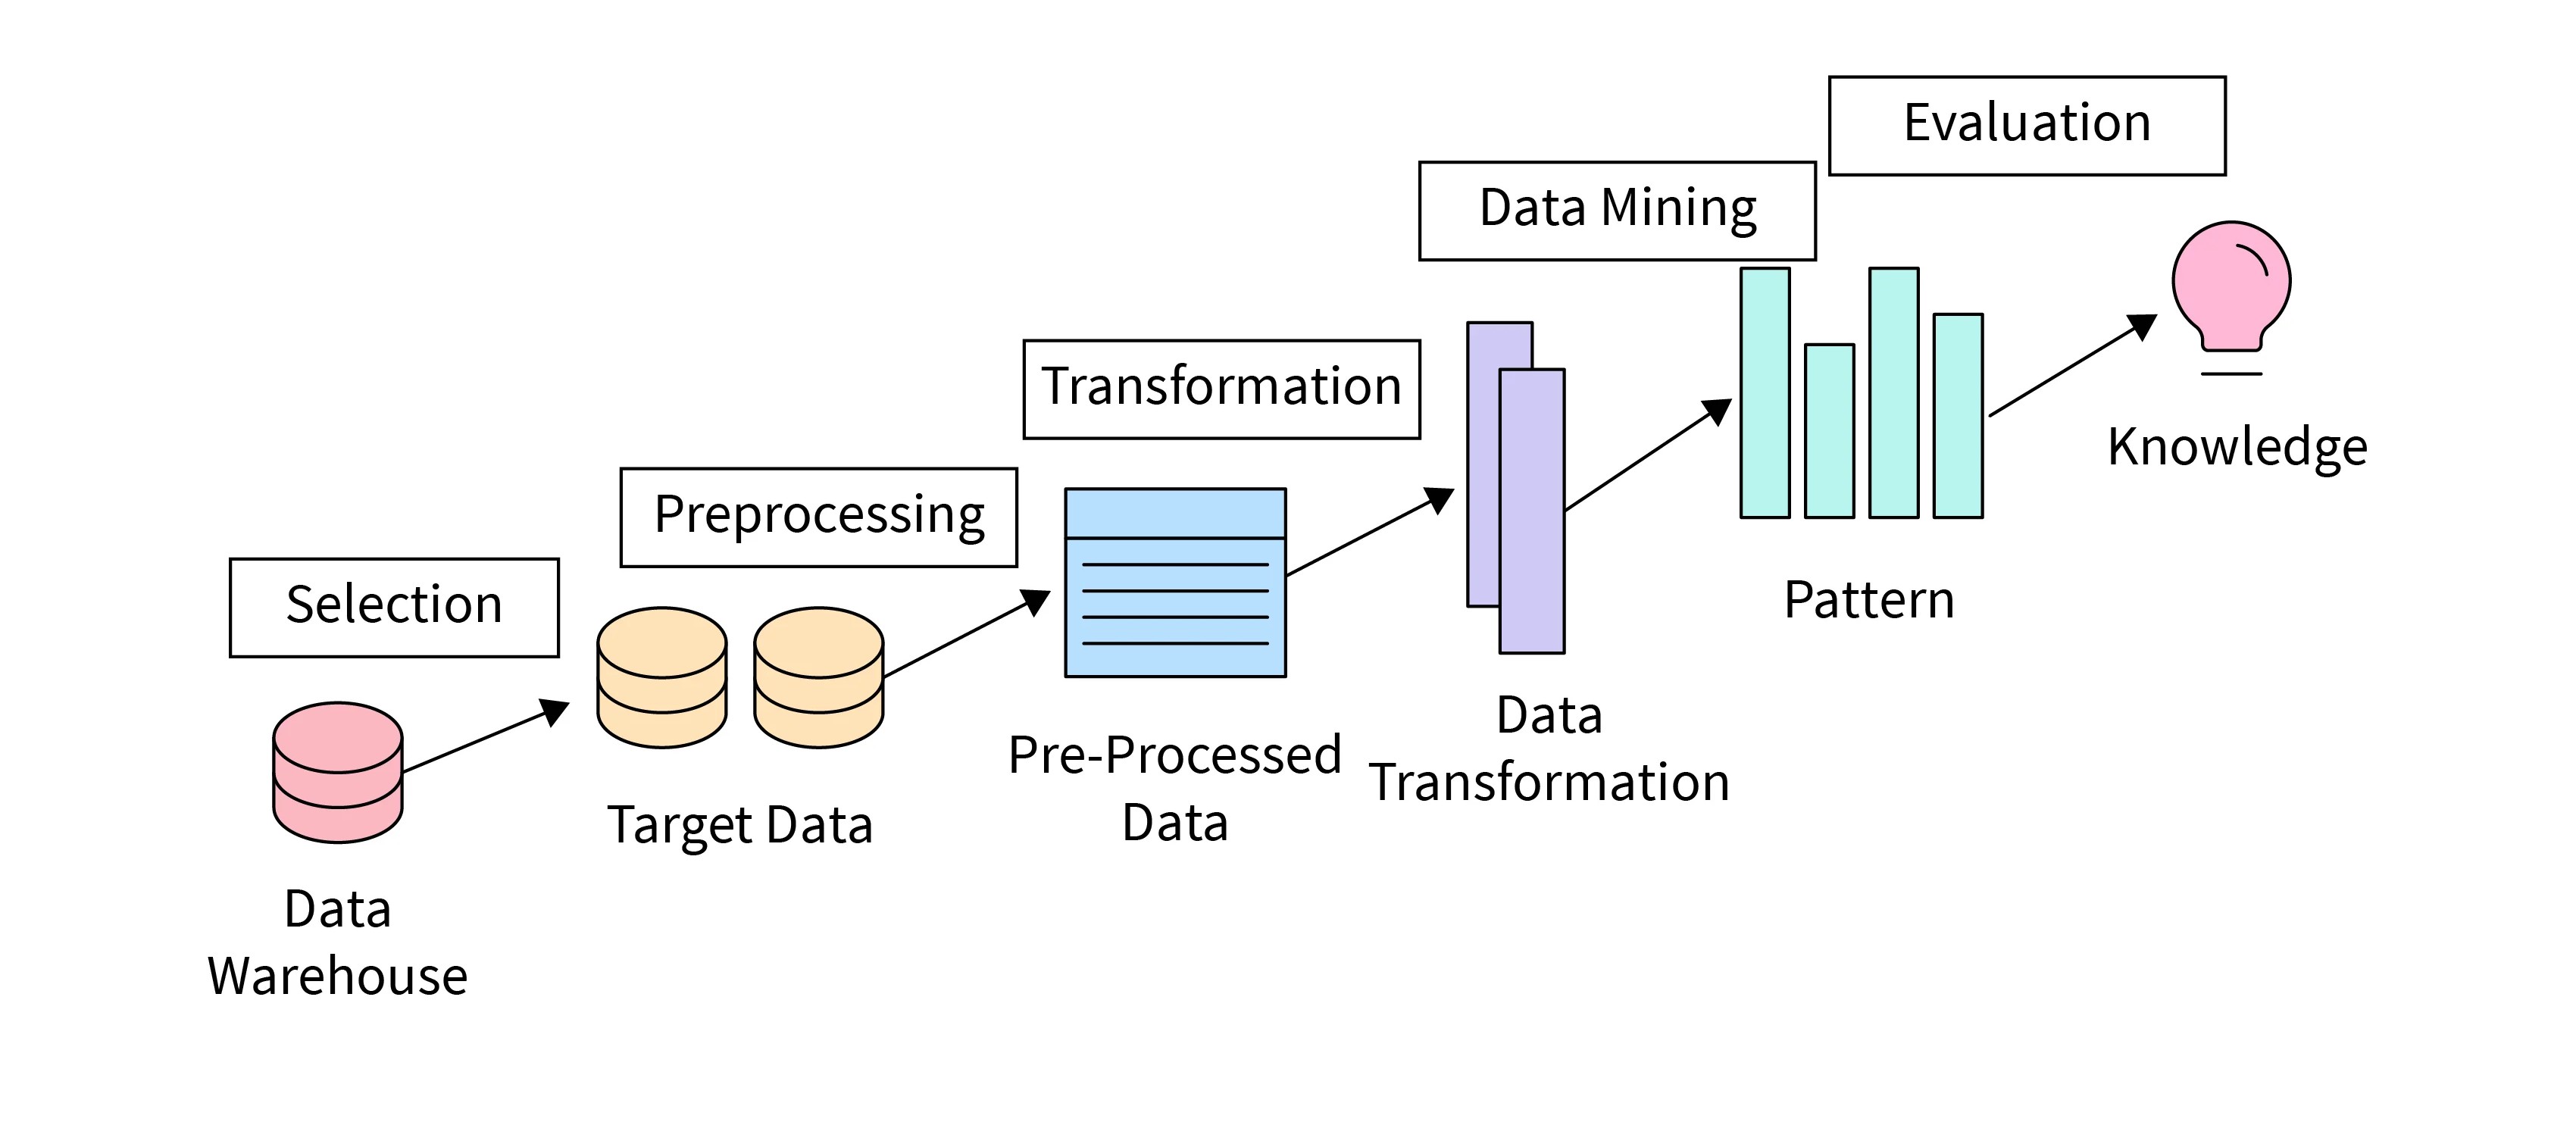 Evaluation
Data Mining
Transformation
Preprocessing
Selection
Knowledge
Pattern
Data
Transformation
Pre-Processed
Data
Target Data
Data
Warehouse